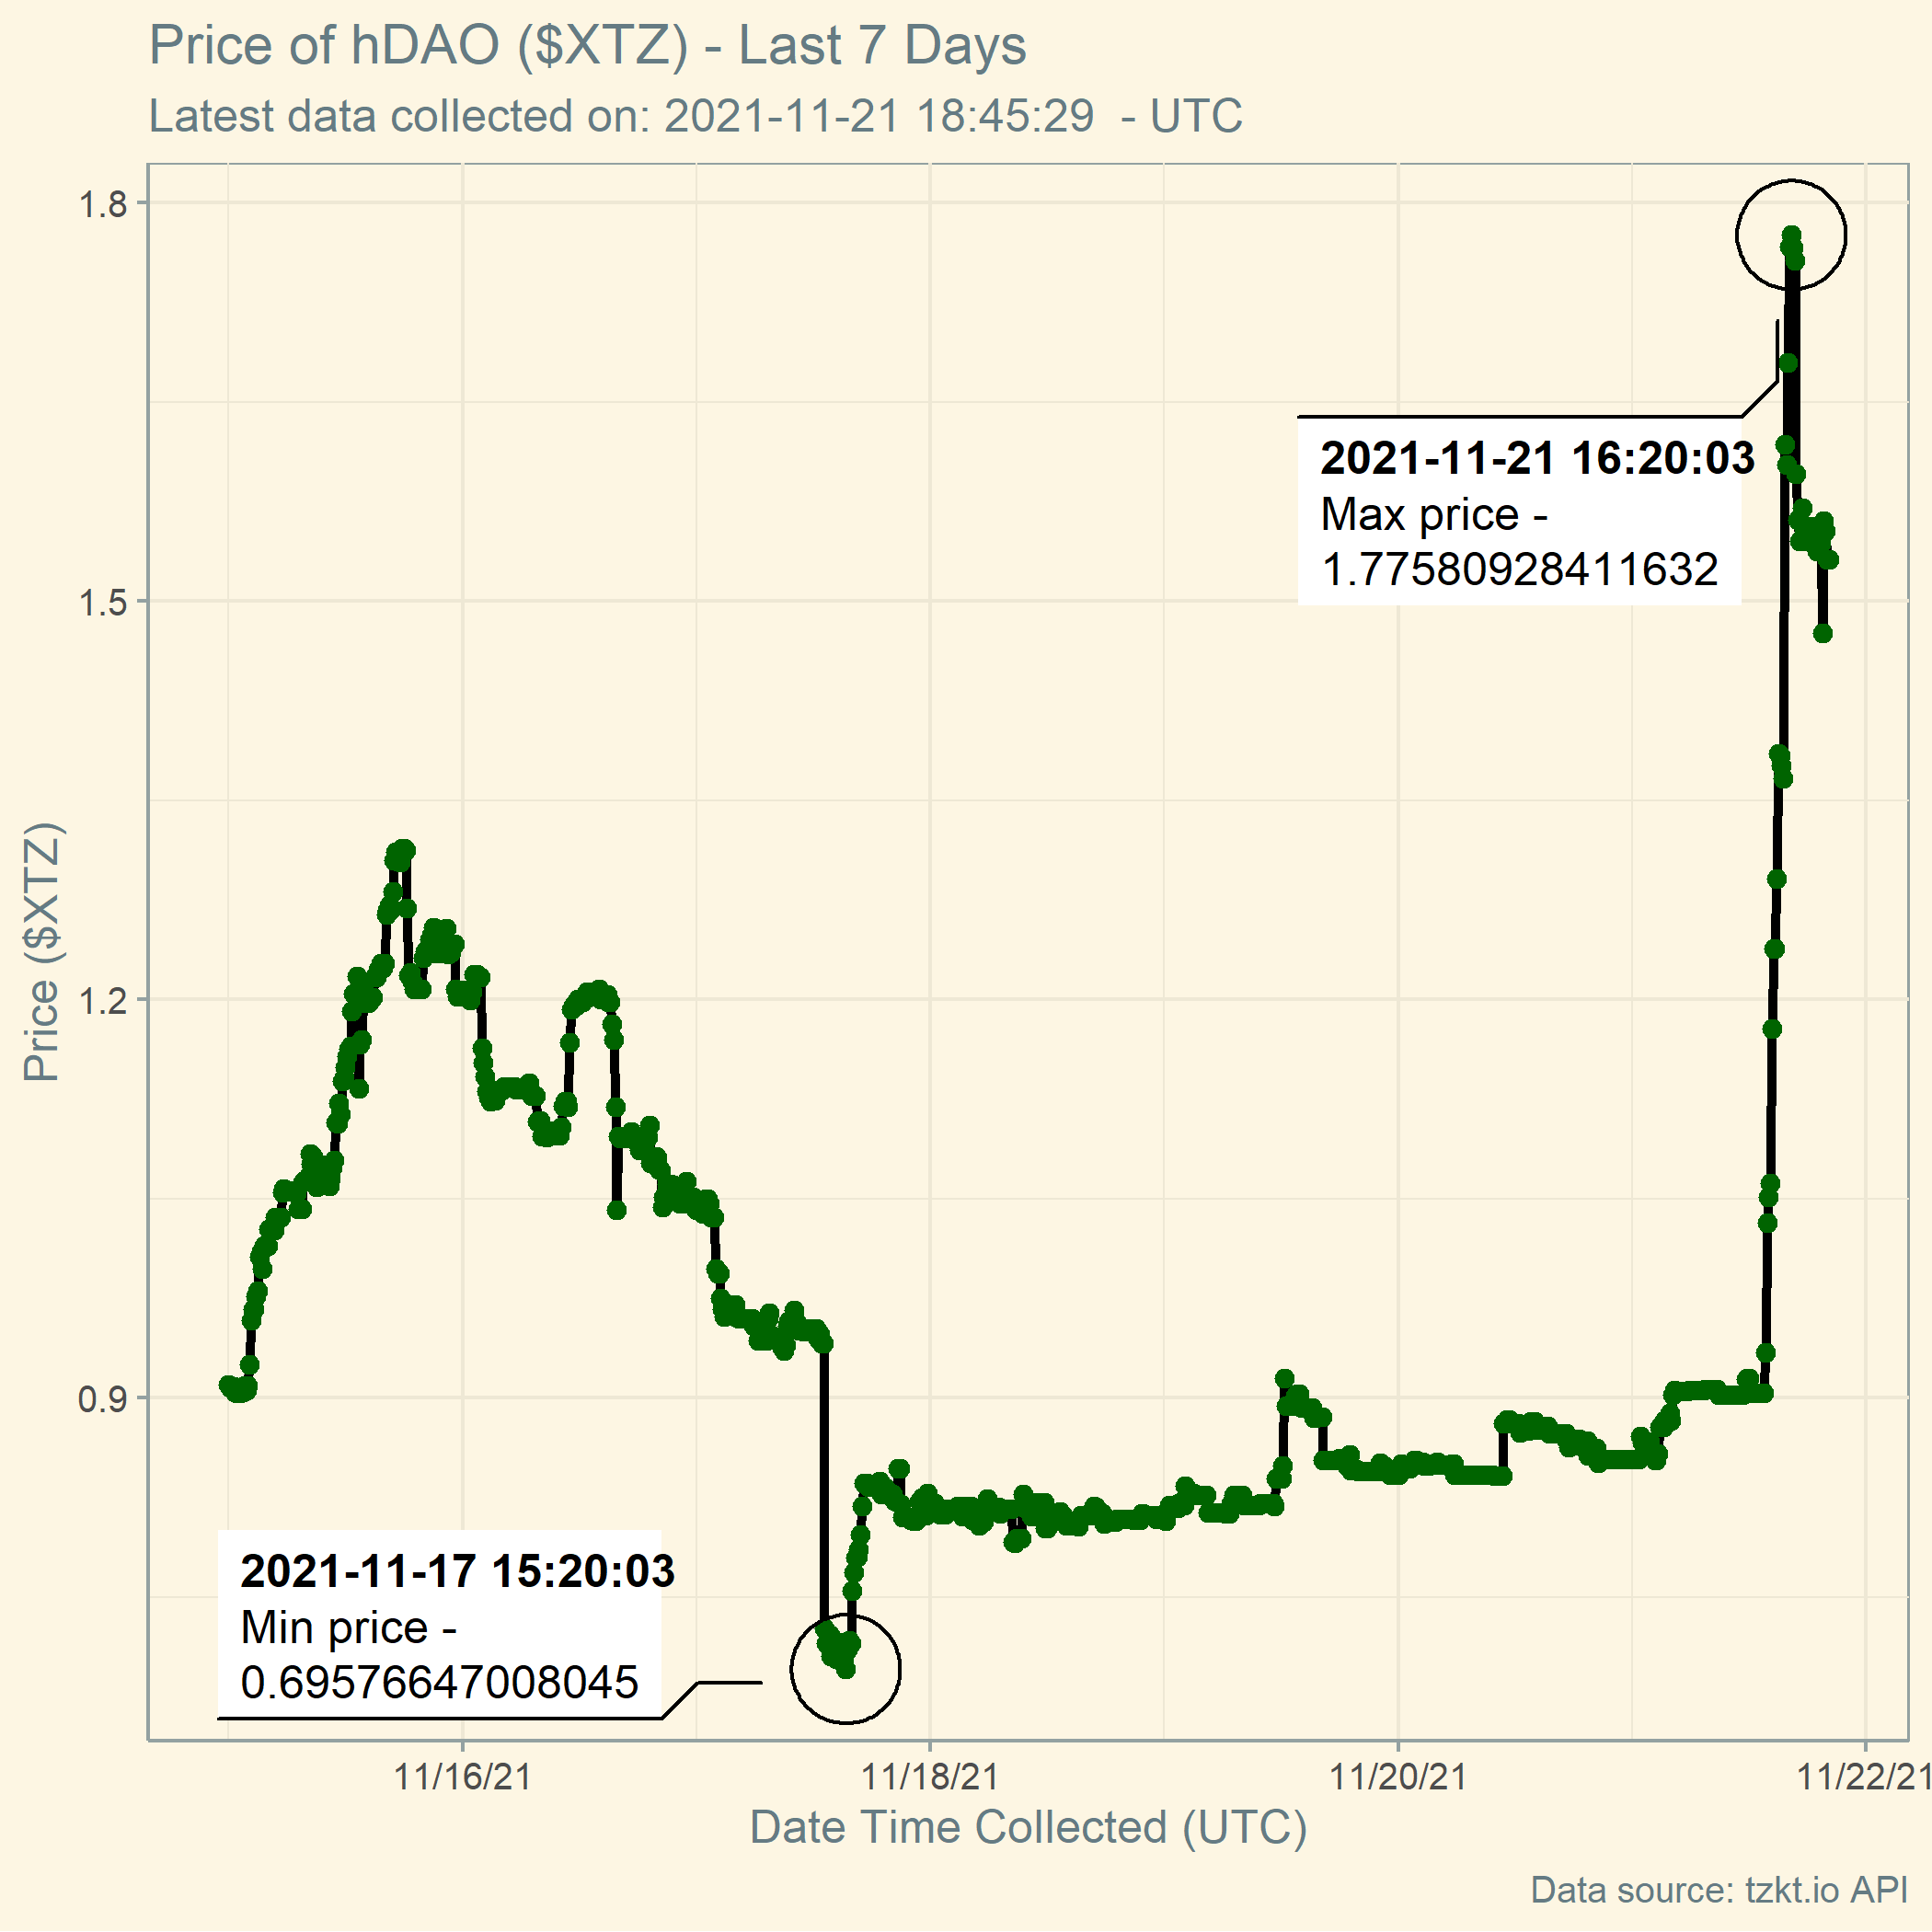 Price of hDAO ($XTZ) - Last 7 Days
Latest data collected on: 2021-11-21 18:45:29  - UTC
1.8
1.5
1.2
0.9
Price ($XTZ)
2021-11-21 16:20:03
Max price -
1.77580928411632
2021-11-17 15:20:03
Min price -
0.69576647008045
11/16/21
11/18/21
11/20/21
11/22/21
Date Time Collected (UTC)
Data source: tzkt.io API